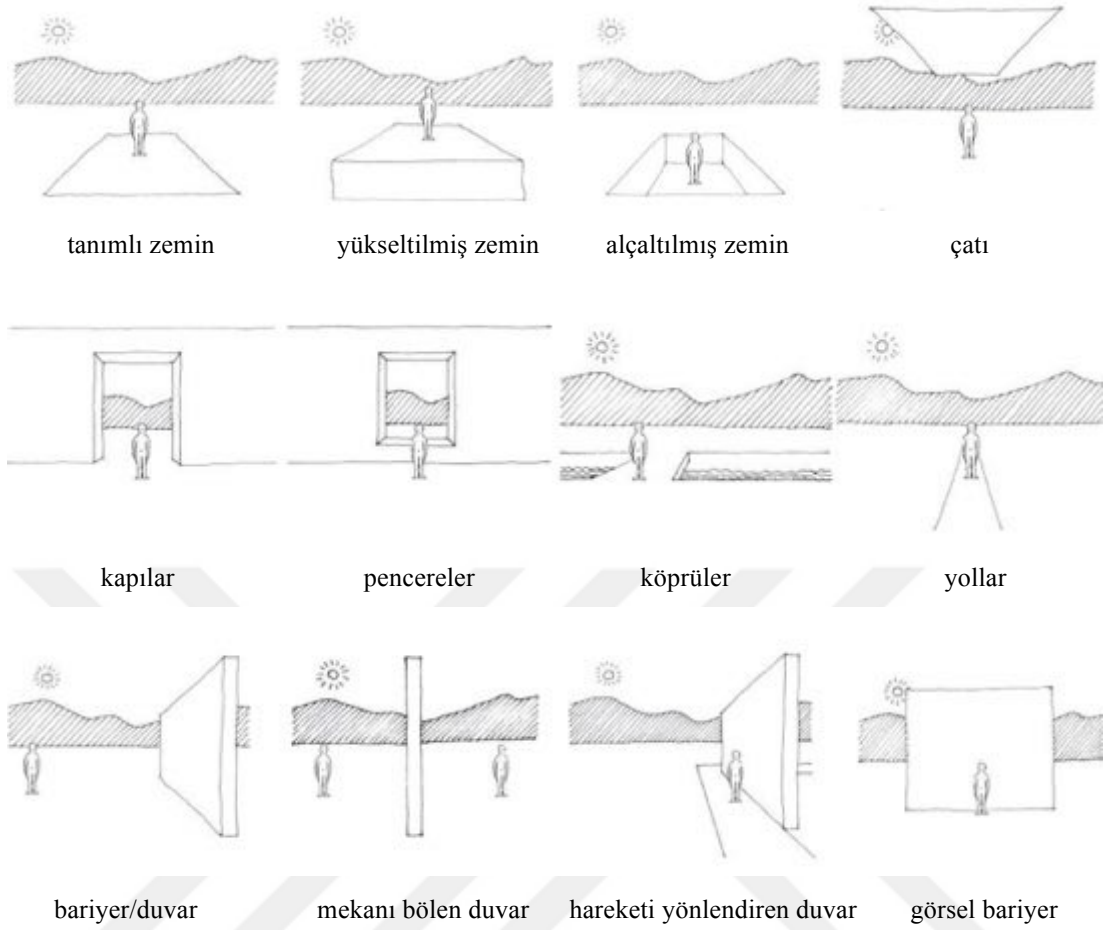 tanımlı zemin yükseltilmiş zemin alçaltılmış zemin çatı
kapılar pencereler köprüler yollar
bariyer/duvar mekanı bölen duvar hareketi yönlendiren duvar görsel bariyer